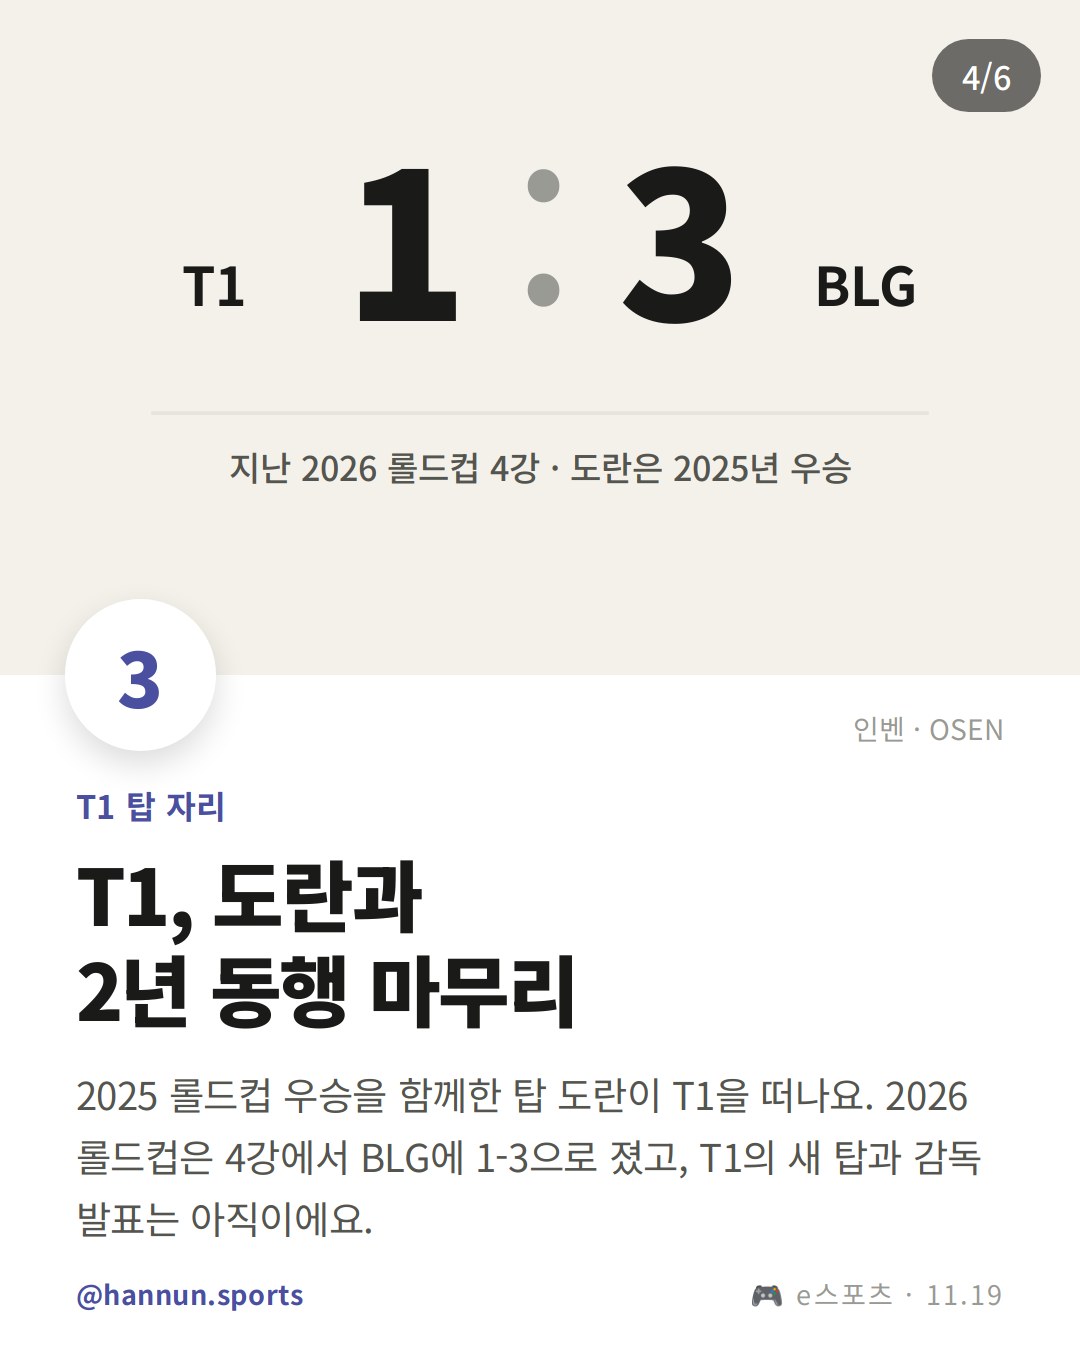 4/6
T1 1 : 3 BLG
지난 2026 롤드컵 4강 · 도란은 2025년 우승
3
인벤 · OSEN
T1 탑 자리
T1, 도란과
2년 동행 마무리
2025 롤드컵 우승을 함께한 탑 도란이 T1을 떠나요. 2026
롤드컵은 4강에서 BLG에 1-3으로 졌고, T1의 새 탑과 감독
발표는 아직이에요.
@hannun.sports
🎮 e스포츠 · 11.19